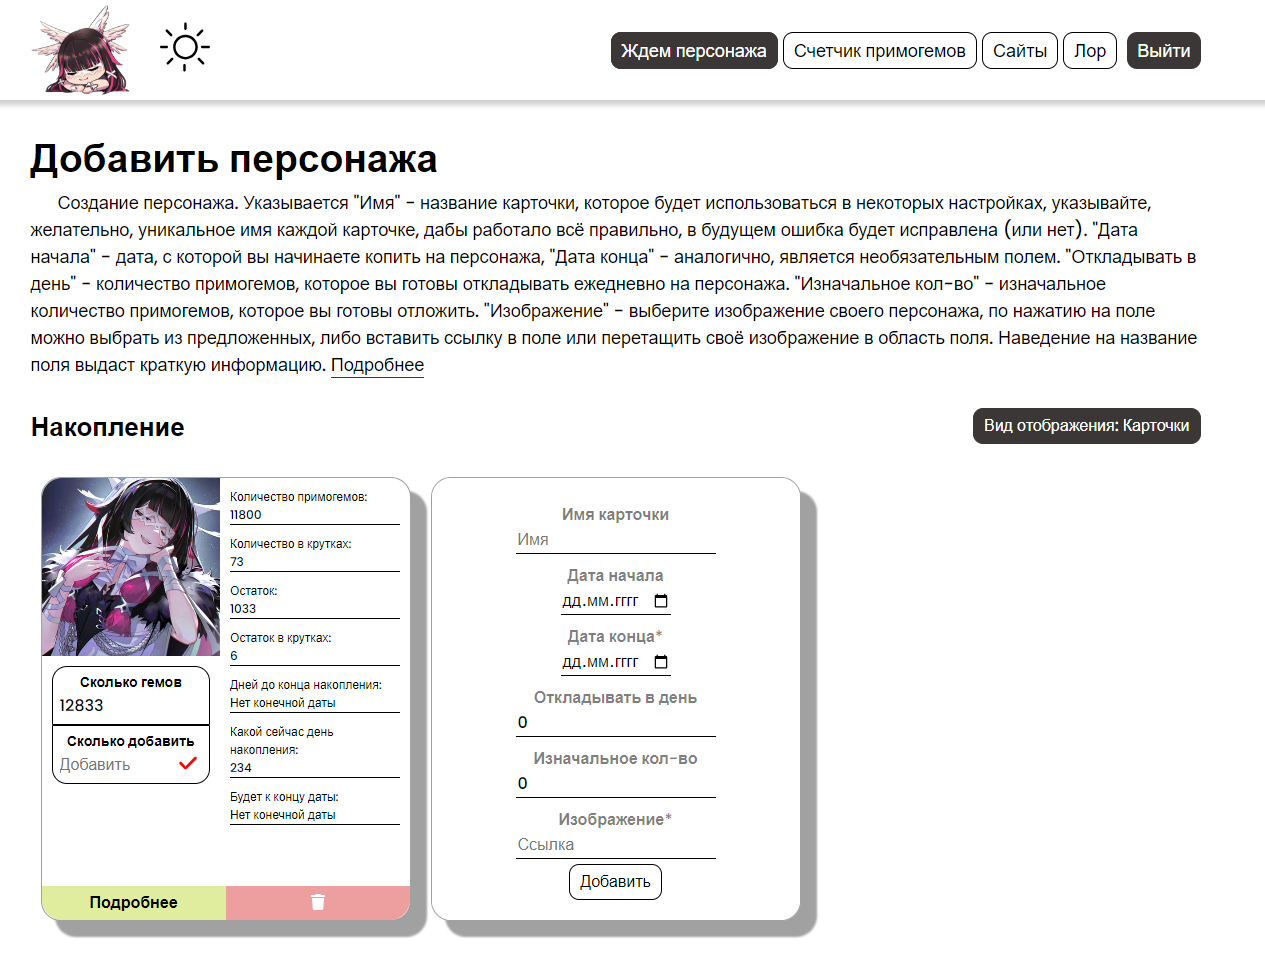 Ждем персонажа
Счетчик примогемов
Сайты
Лор
Выйти
Добавить персонажа
Создание персонажа. Указывается "Имя" - название карточки, которое будет использоваться в некоторых настройках, указывайте,
желательно, уникальное имя каждой карточке, дабы работало всё правильно, в будущем ошибка будет исправлена (или нет). "Дата
начала" - дата, с которой вы начинаете копить на персонажа, "Дата конца" - аналогично, является необязательным полем. "Откладывать в
день" - количество примогемов, которое вы готовы откладывать ежедневно на персонажа. "Изначальное кол-во" - изначальное
количество примогемов, которое вы готовы отложить. "Изображение" - выберите изображение своего персонажа, по нажатию на поле
можно выбрать из предложенных, либо вставить ссылку в поле или перетащить своё изображение в область поля. Наведение на название
поля выдаст краткую информацию. Подробнее
Накопление
Вид отображения: Карточки
Сколько гемов
12833
Сколько добавить
Добавить
Количество примогемов:
11800
Количество в крутках:
73
Остаток:
1033
Остаток в крутках:
6
Дней до конца накопления:
Нет конечной даты
Какой сейчас день
накопления:
234
Будет к концу даты:
Нет конечной даты
Подробнее
Имя карточки
Имя
Дата начала
дд.мм.гггг
Дата конца*
дд.мм.гггг
Откладывать в день
0
Изначальное кол-во
0
Изображение*
Ссылка
Добавить